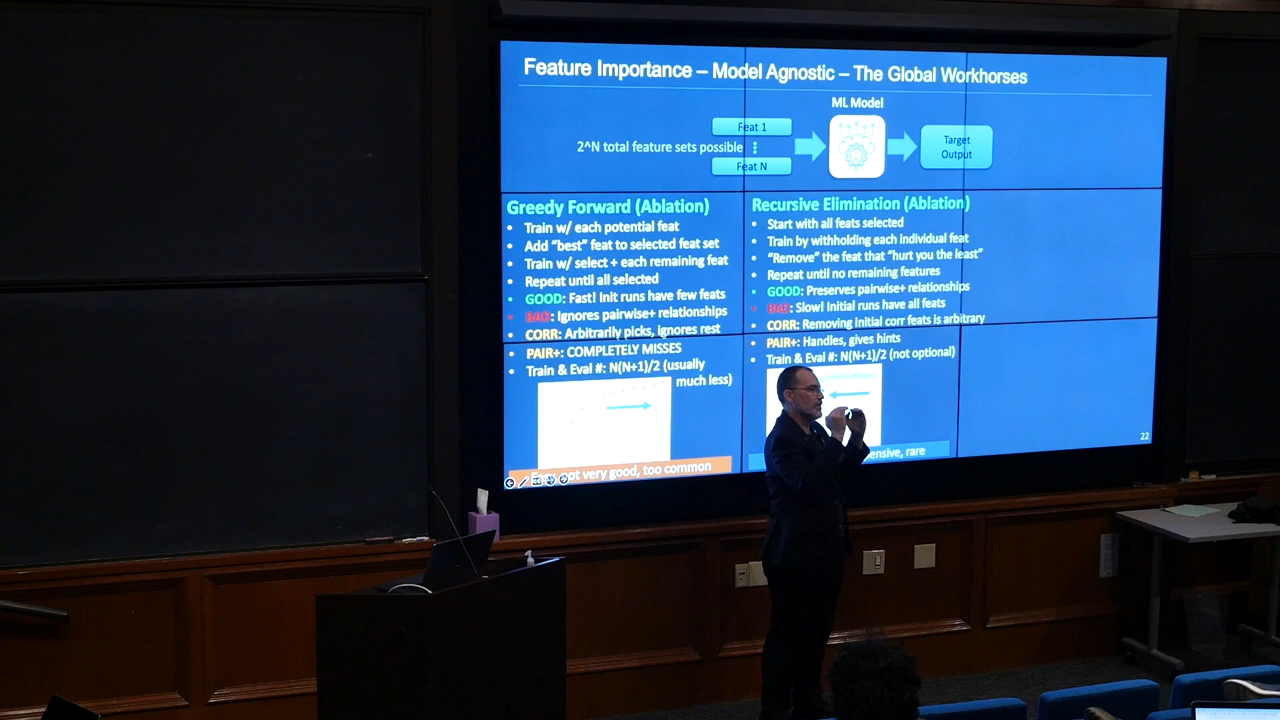 Feature Importance – Model Agnostic – The Global Workhorses
ML Model
Feat 1
2^N total feature sets possible
Feat N
Target
Output
Greedy Forward (Ablation)
• Train w/ each potential feat
• Add “best” feat to selected feat set
• Train w/ select + each remaining feat
• Repeat until all selected
• GOOD: Fast! Init runs have few feats
• BAD: Ignores pairwise+ relationships
• CORR: Arbitrarily picks, ignores rest
• PAIR+: COMPLETELY MISSES
• Train & Eval #: N(N+1)/2 (usually
much less)
not very good, too common
Recursive Elimination (Ablation)
• Start with all feats selected
• Train by withholding each individual feat
• “Remove” the feat that “hurt you the least”
• Repeat until no remaining features
• GOOD: Preserves pairwise+ relationships
• BAD: Slow! Initial runs have all feats
• CORR: Removing initial corr feats is arbitrary
• PAIR+: Handles, gives hints
• Train & Eval #: N(N+1)/2 (not optional)
rare
22